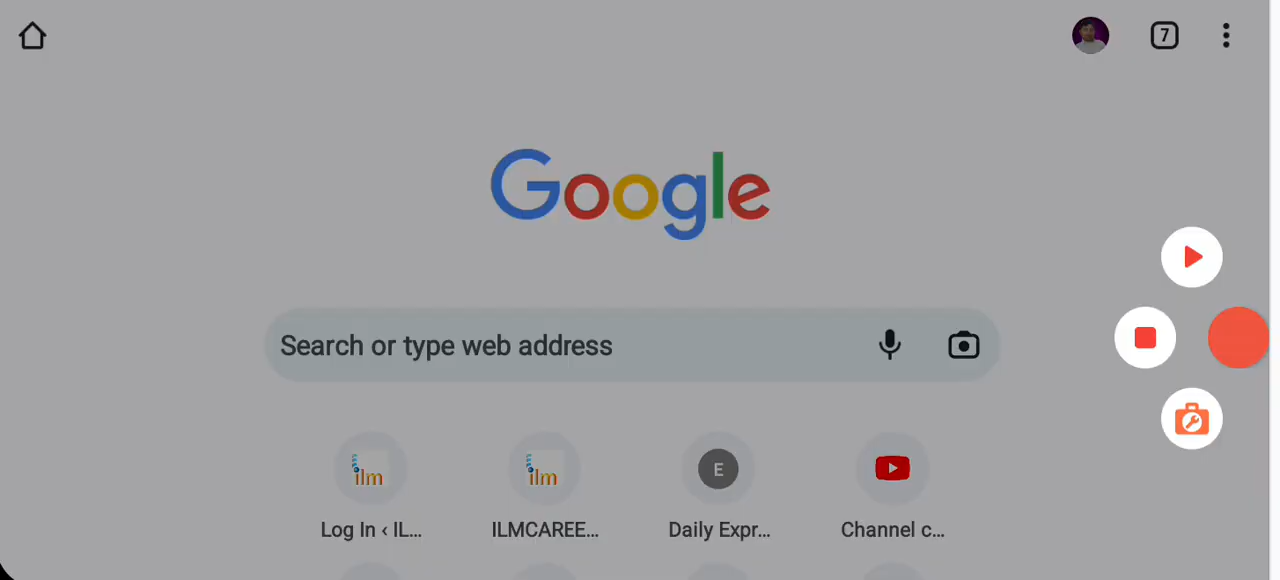 7
Google
Search or type web address
ilm
ilm
E
Log In ‹ IL...
ILMCAREE...
Daily Expr...
Channel c...